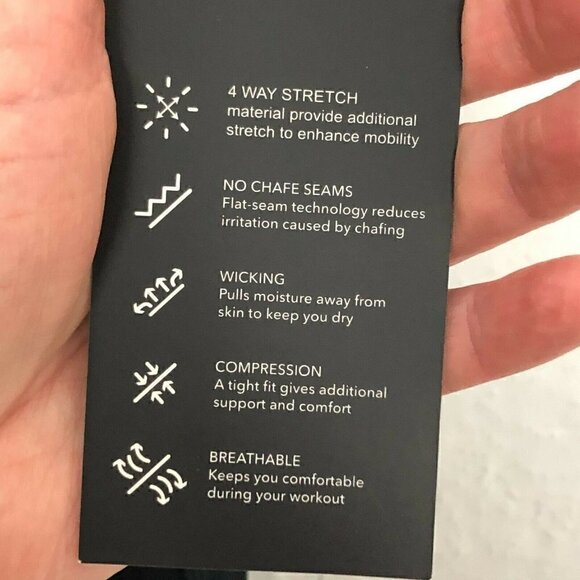 4 WAY STRETCH
material provide additional
stretch to enhance mobility
NO CHAFE SEAMS
Flat-seam technology reduces
irritation caused by chafing
WICKING
Pulls moisture away from
skin to keep you dry
COMPRESSION
A tight fit gives additional
support and comfort
BREATHABLE
Keeps you comfortable
during your workout